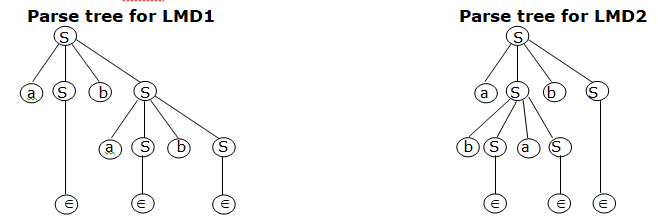 Parse tree for LMD1 Parse tree for LMD2
S S
a S b S a S b S
a S b S b S a S
∈ ∈ ∈ ∈ ∈ ∈